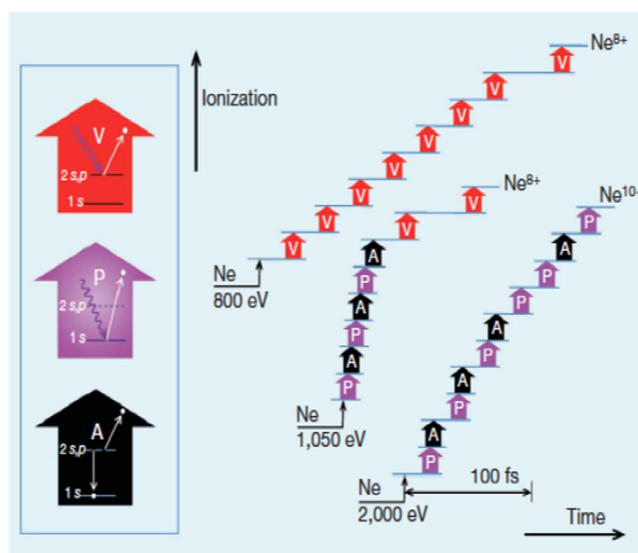 V
2 s,p
1 s
P
2 s,p
1 s
A
2 s,p
1 s
Ionization
Ne8+
V
V
V
V
V
V
V
V
Ne
800 eV
Ne8+
V
V
A
P
A
P
A
P
Ne
1,050 eV
Ne10-
P
A
P
P
A
P
A
P
A
P
Ne
2,000 eV
100 fs
Time